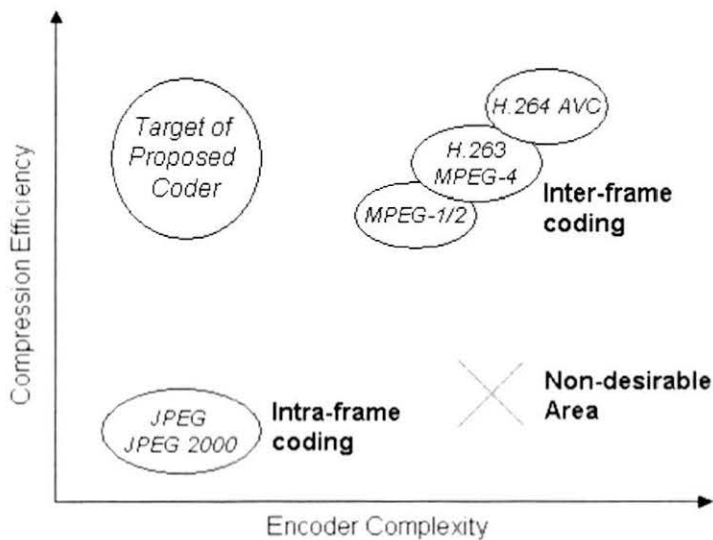 Compression Efficiency
Target of
Proposed
Coder
H.264 AVC
H.263
MPEG-4
MPEG-1/2
Inter-frame
coding
JPEG
JPEG 2000
Intra-frame
coding
Non-desirable
Area
Encoder Complexity